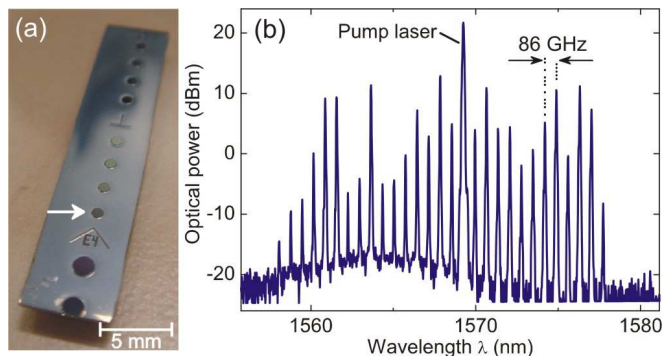 (a)
E4
5 mm
(b)
Pump laser
86 GHz
Optical power (dBm)
20
10
0
-10
-20
1560
1570
1580
Wavelength λ (nm)